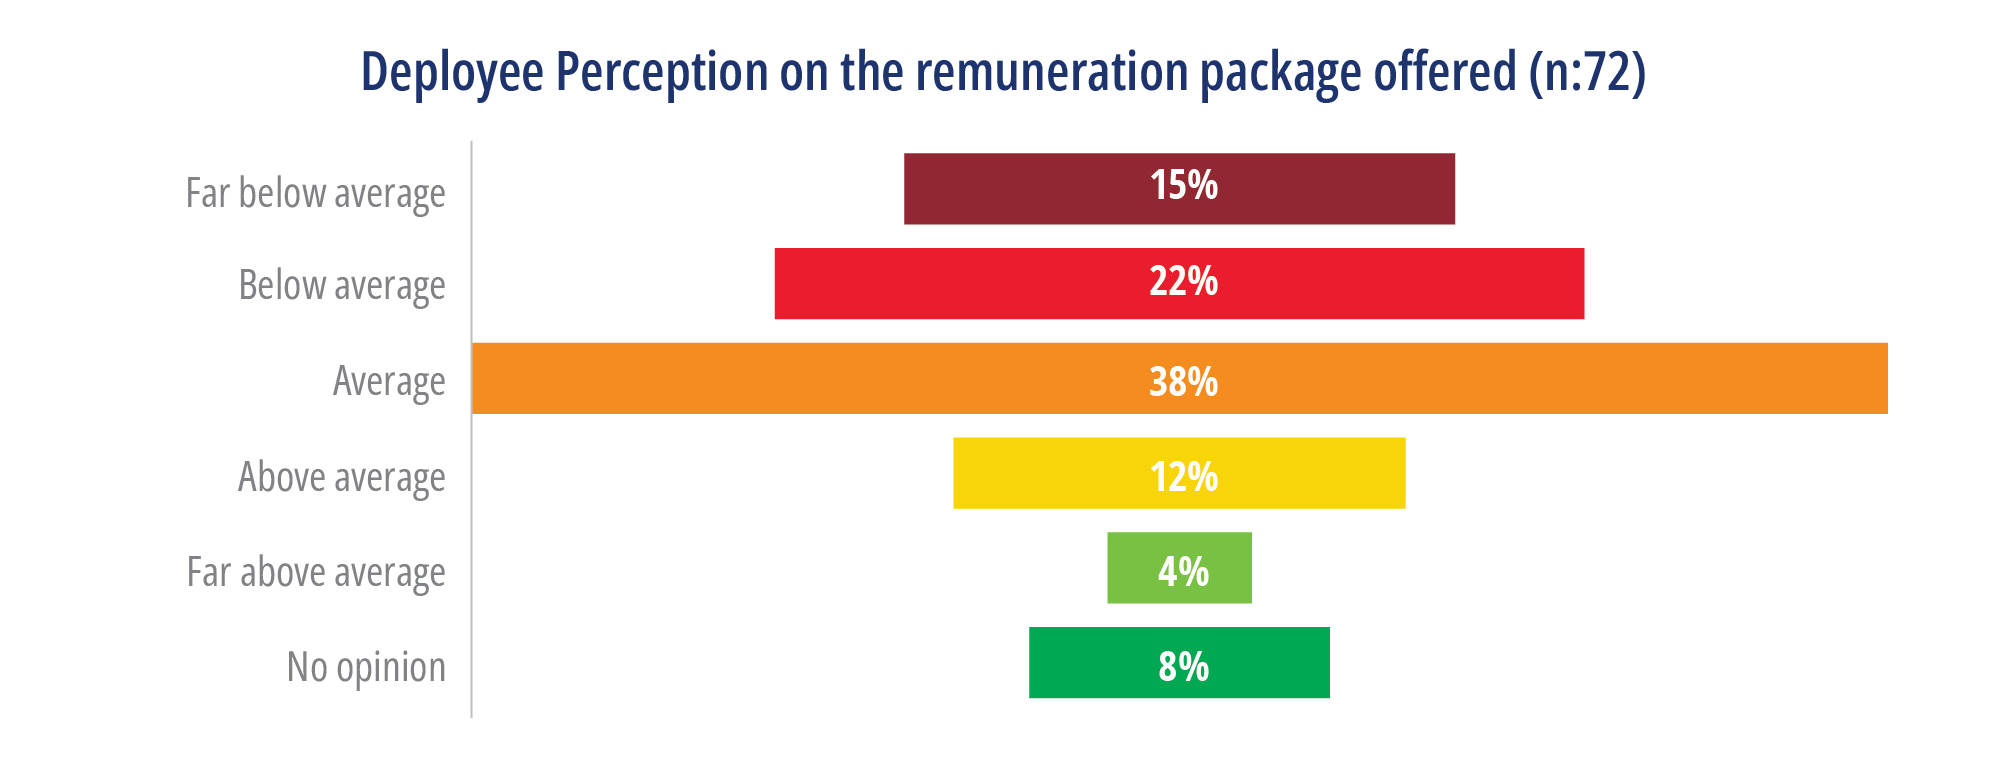 Deployee Perception on the remuneration package offered (n:72)
Far below average 15%
Below average 22%
Average 38%
Above average 12%
Far above average 4%
No opinion 8%